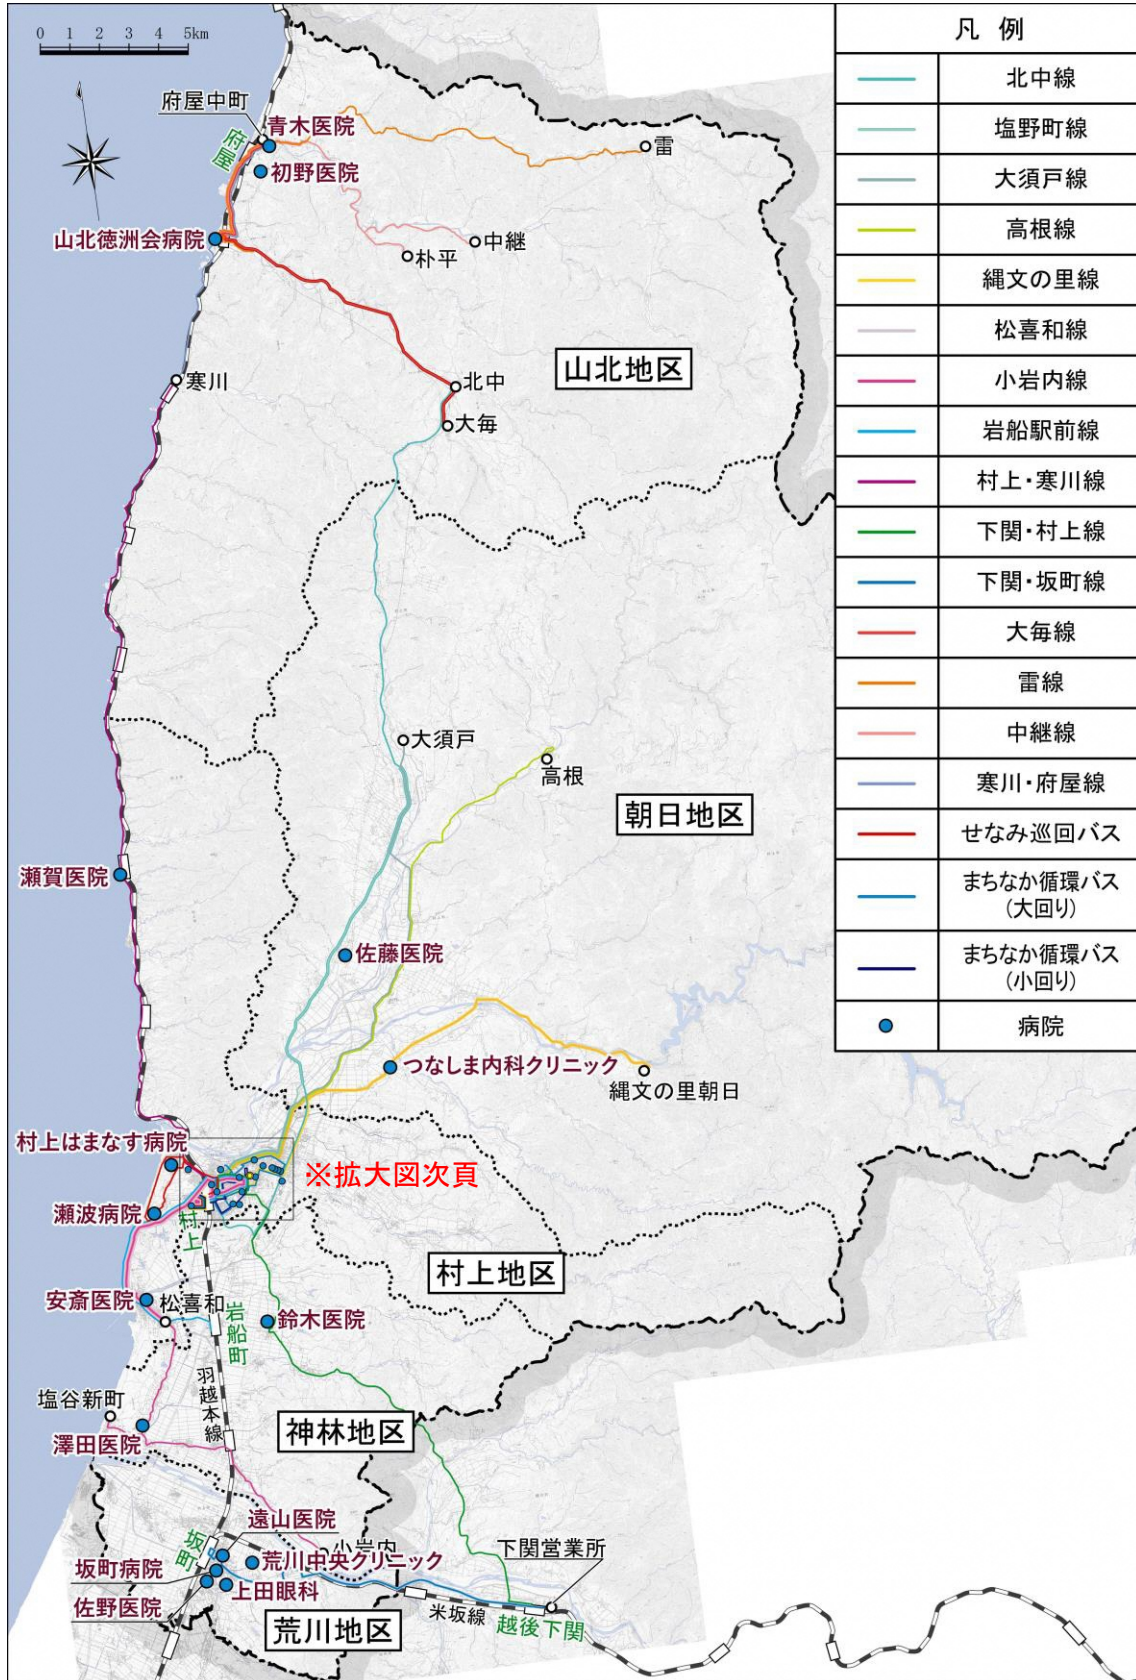 0 1 2 3 4 5km
府屋中町
青木医院
府屋
初野医院
雷
山北徳洲会病院
中継
朴平
山北地区
寒川
北中
大毎
大須戸
高根
朝日地区
瀬賀医院
佐藤医院
つなしま内科クリニック
縄文の里朝日
村上はまなす病院
※拡大図次頁
瀬波病院
村上
村上地区
安斎医院
松喜和
岩船町
鈴木医院
羽越本線
塩谷新町
澤田医院
神林地区
遠山医院
坂町
小岩内
下関営業所
荒川中央クリニック
坂町病院
上田眼科
佐野医院
米坂線
越後下関
荒川地区
凡 例
北中線
塩野町線
大須戸線
高根線
縄文の里線
松喜和線
小岩内線
岩船駅前線
村上・寒川線
下関・村上線
下関・坂町線
大毎線
雷線
中継線
寒川・府屋線
せなみ巡回バス
まちなか循環バス
(大回り)
まちなか循環バス
(小回り)
病院